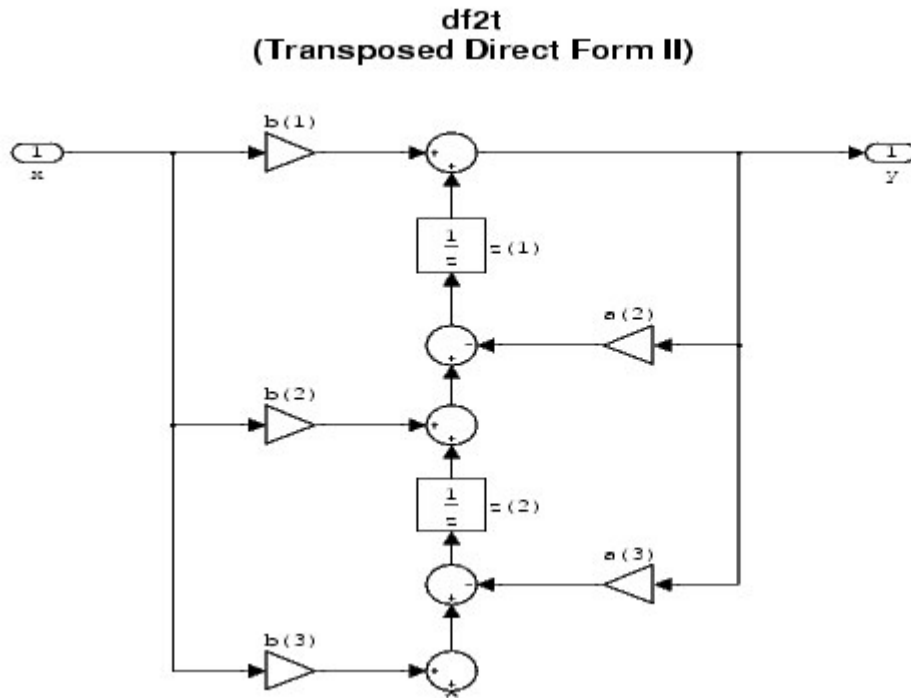 df2t
(Transposed Direct Form II)
b(1)
1
x
+
+
1
y
1
z
z(1)
a(2)
-
+
b(2)
+
+
1
z
z(2)
a(3)
-
+
b(3)
+